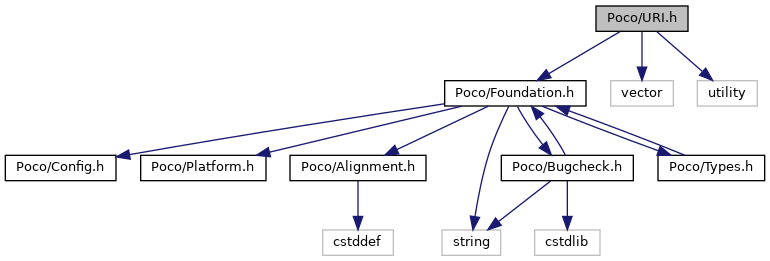 Poco/URI.h
Poco/Foundation.h
vector
utility
Poco/Config.h
Poco/Platform.h
Poco/Alignment.h
Poco/Bugcheck.h
Poco/Types.h
cstddef
string
cstdlib